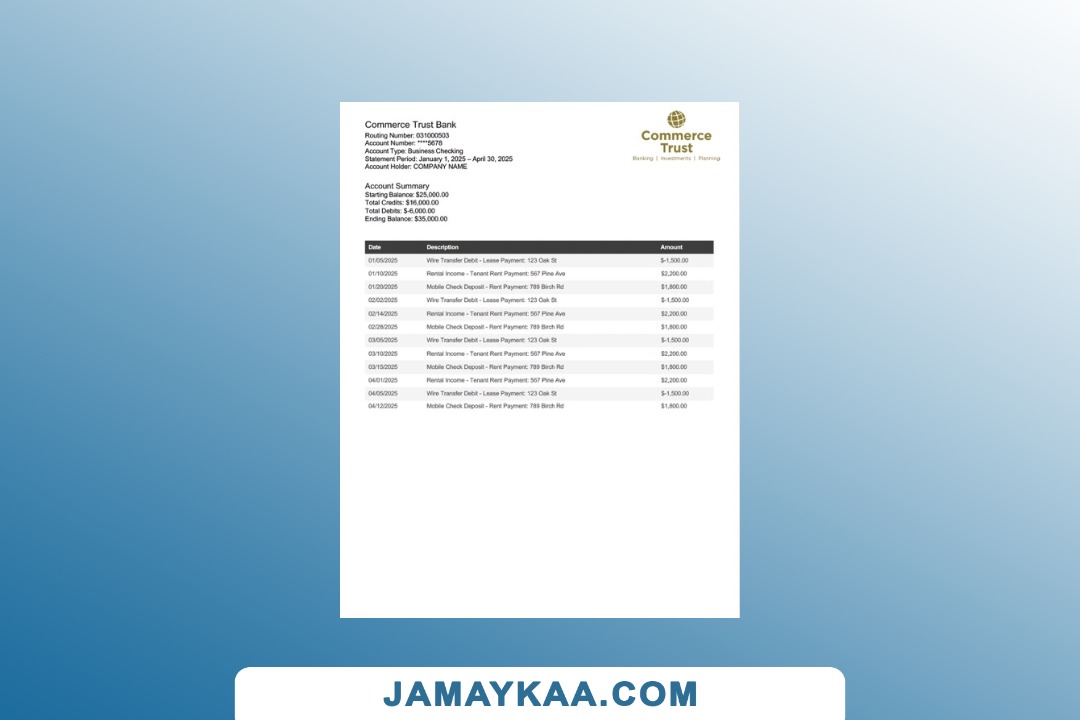 Commerce Trust Bank
Routing Number: 031000503
Account Number: ****5678
Account Type: Business Checking
Statement Period: January 1, 2025 – April 30, 2025
Account Holder: COMPANY NAME
Commerce
Trust
Banking | Investments | Planning
Account Summary
Starting Balance: $25,000.00
Total Credits: $16,000.00
Total Debits: $-6,000.00
Ending Balance: $35,000.00
Date Description Amount
01/05/2025 Wire Transfer Debit - Lease Payment: 123 Oak St $-1,500.00
01/10/2025 Rental Income - Tenant Rent Payment: 567 Pine Ave $2,200.00
01/20/2025 Mobile Check Deposit - Rent Payment: 789 Birch Rd $1,800.00
02/02/2025 Wire Transfer Debit - Lease Payment: 123 Oak St $-1,500.00
02/14/2025 Rental Income - Tenant Rent Payment: 567 Pine Ave $2,200.00
02/28/2025 Mobile Check Deposit - Rent Payment: 789 Birch Rd $1,800.00
03/05/2025 Wire Transfer Debit - Lease Payment: 123 Oak St $-1,500.00
03/10/2025 Rental Income - Tenant Rent Payment: 567 Pine Ave $2,200.00
03/15/2025 Mobile Check Deposit - Rent Payment: 789 Birch Rd $1,800.00
04/01/2025 Rental Income - Tenant Rent Payment: 567 Pine Ave $2,200.00
04/05/2025 Wire Transfer Debit - Lease Payment: 123 Oak St $-1,500.00
04/12/2025 Mobile Check Deposit - Rent Payment: 789 Birch Rd $1,800.00
JAMAYKAA.COM